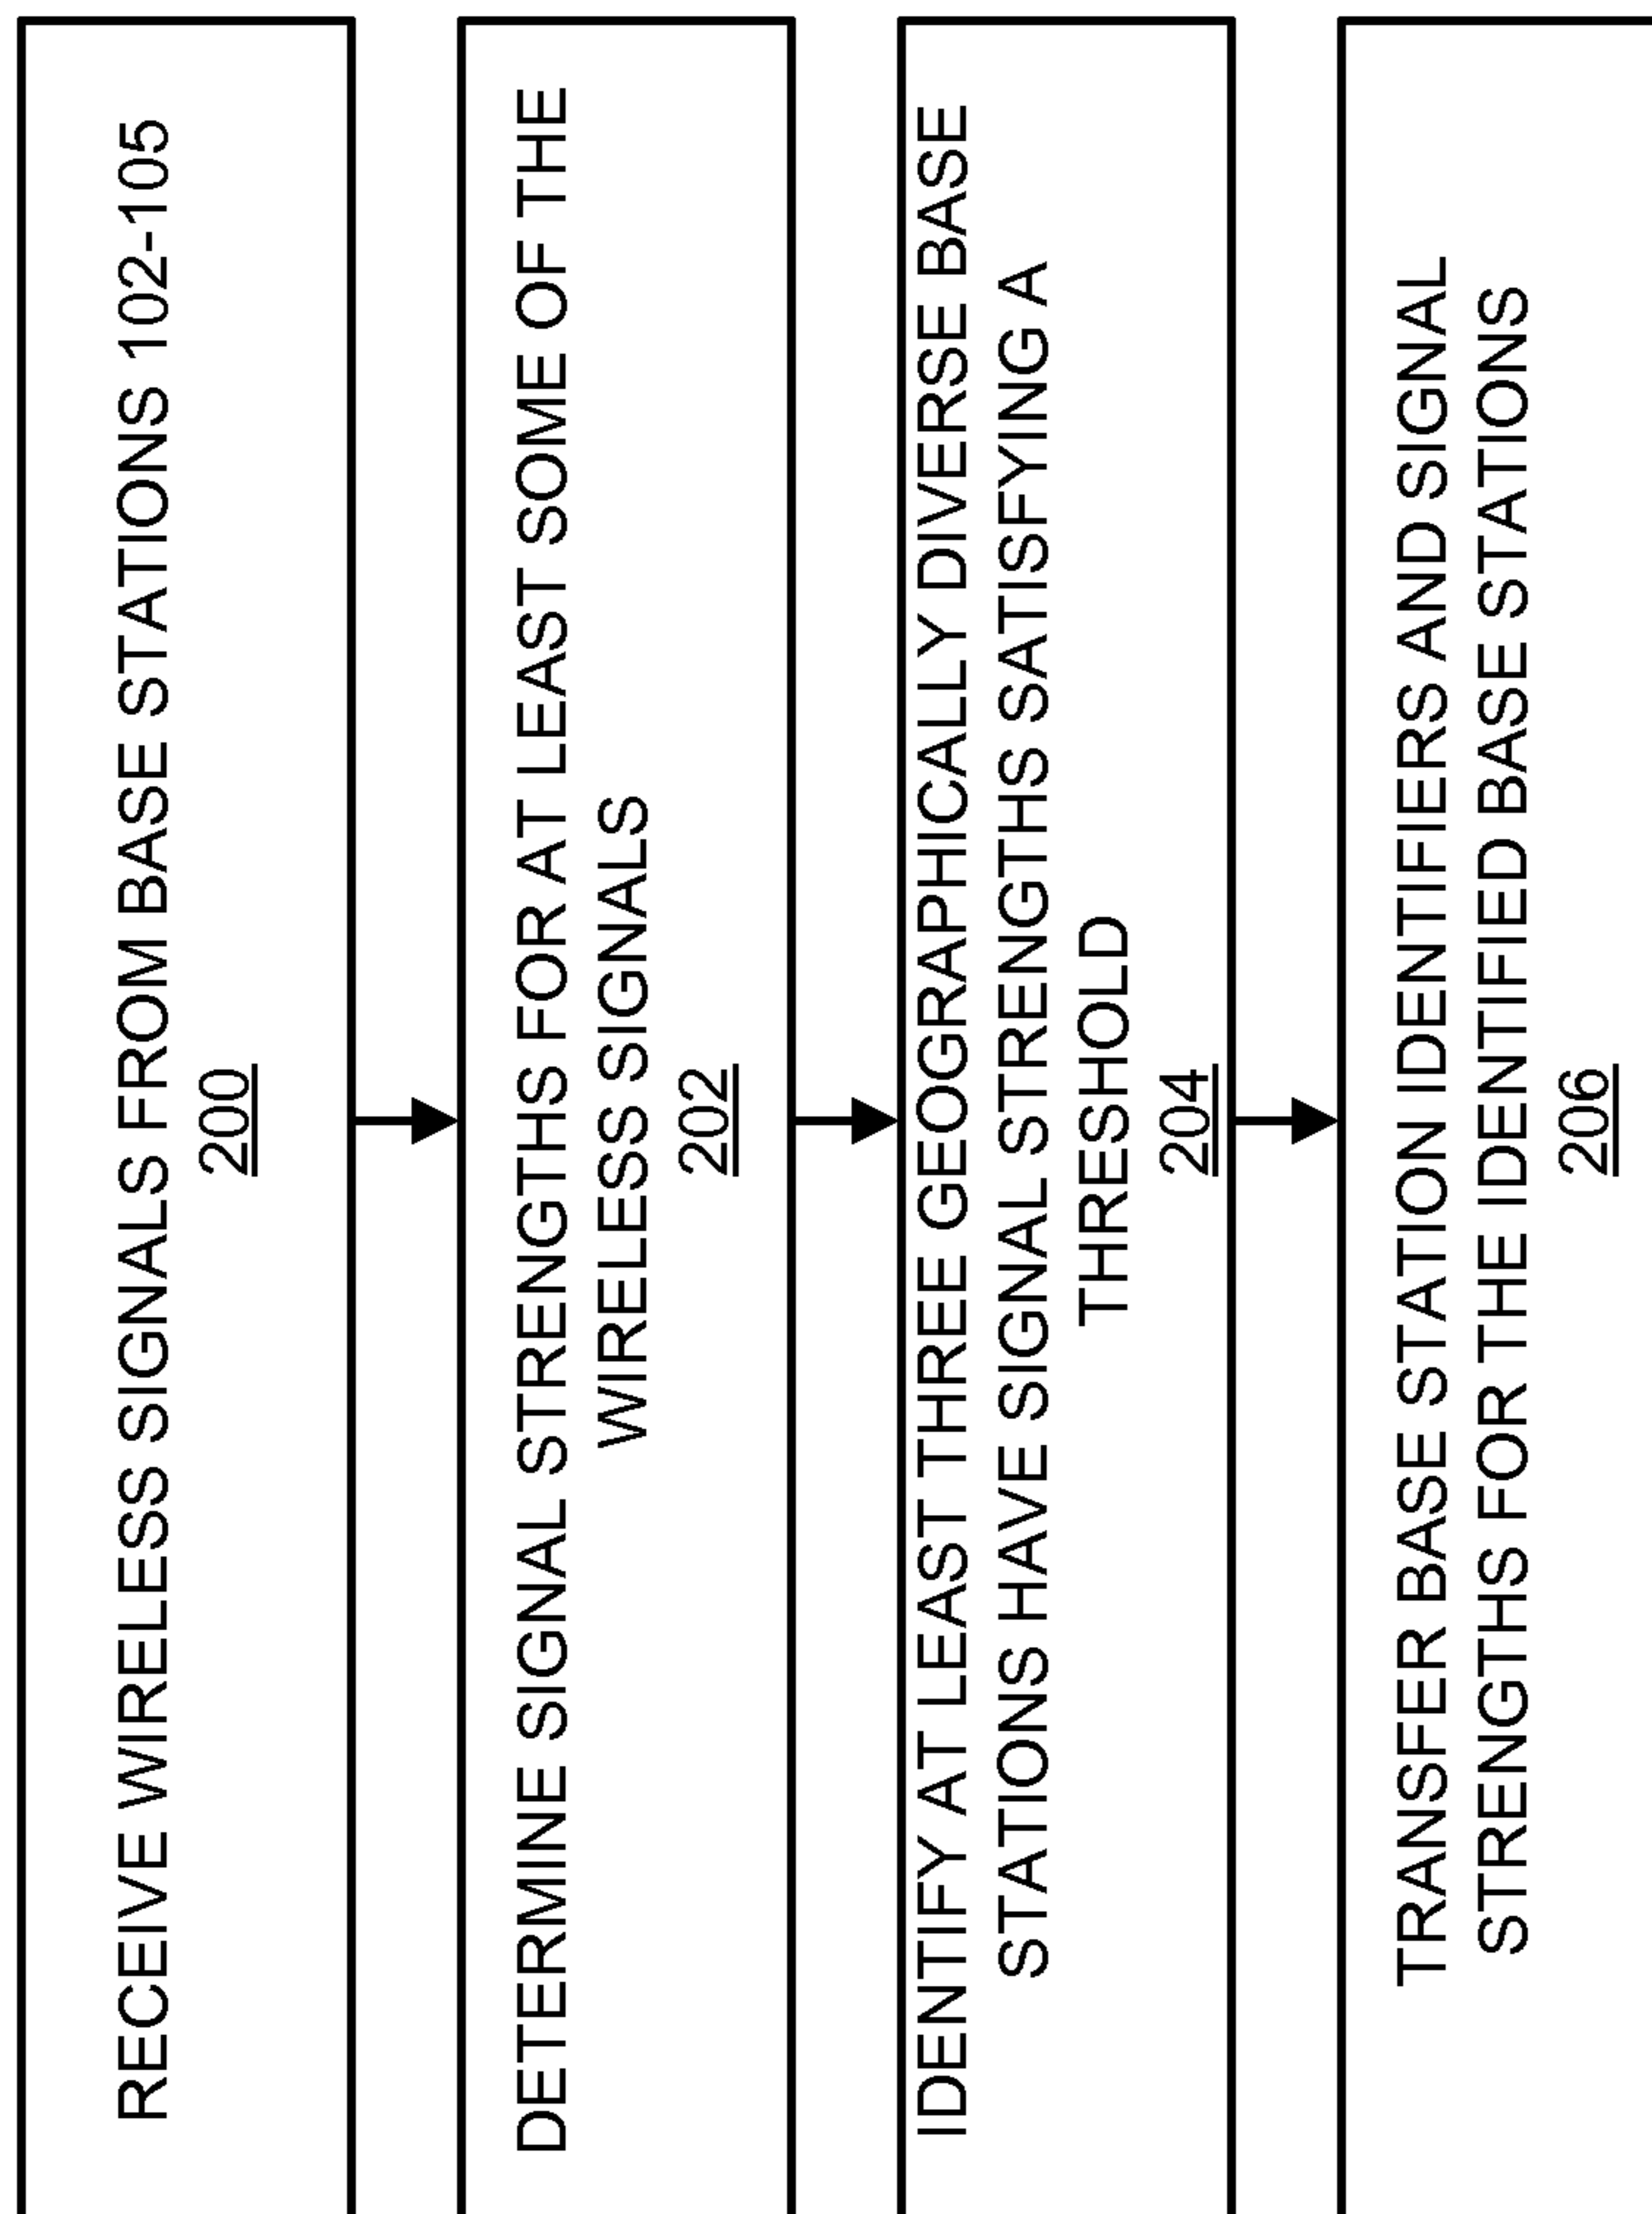 RECEIVE WIRELESS SIGNALS FROM BASE STATIONS 102-105
200
DETERMINE SIGNAL STRENGTHS FOR AT LEAST SOME OF THE
WIRELESS SIGNALS
202
IDENTIFY AT LEAST THREE GEOGRAPHICALLY DIVERSE BASE
STATIONS HAVE SIGNAL STRENGTHS SATISFYING A
THRESHOLD
204
TRANSFER BASE STATION IDENTIFIERS AND SIGNAL
STRENGTHS FOR THE IDENTIFIED BASE STATIONS
206